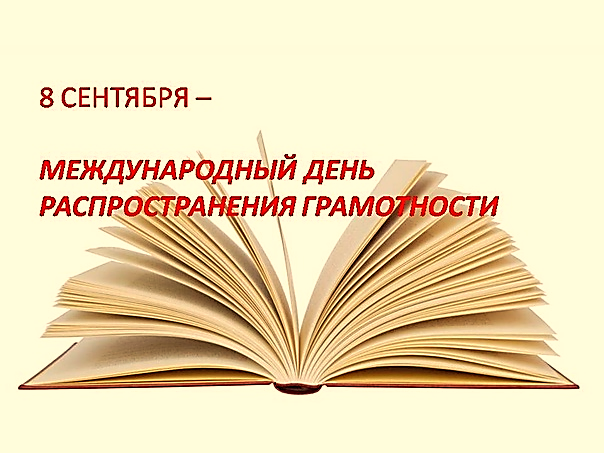 8 СЕНТЯБРЯ –
МЕЖДУНАРОДНЫЙ ДЕНЬ
РАСПРОСТРАНЕНИЯ ГРАМОТНОСТИ